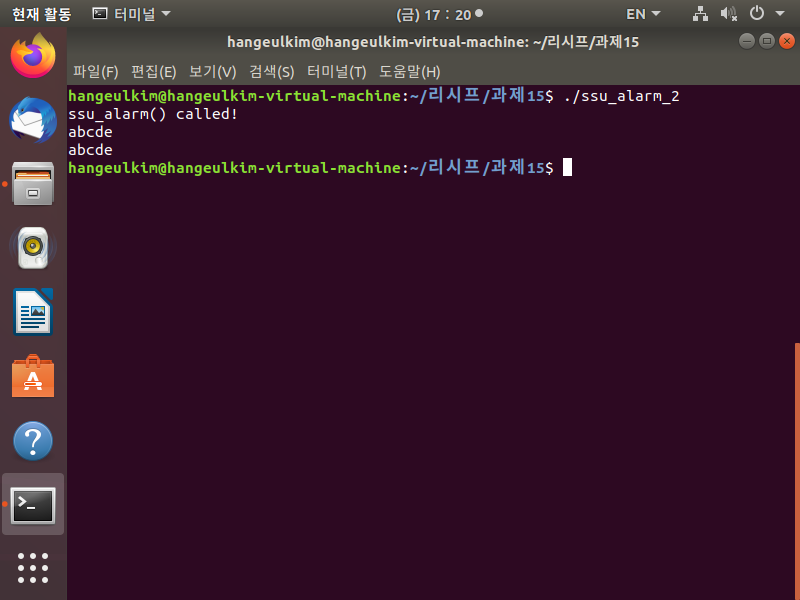 현재 활동 터미널 (금) 17 : 20 EN
hangeulkim@hangeulkim-virtual-machine: ~/리시프/과제15
파일(F) 편집(E) 보기(V) 검색(S) 터미널(T) 도움말(H)
hangeulkim@hangeulkim-virtual-machine:~/리시프/과제15$ ./ssu_alarm_2
ssu_alarm() called!
abcde
abcde
hangeulkim@hangeulkim-virtual-machine:~/리시프/과제15$